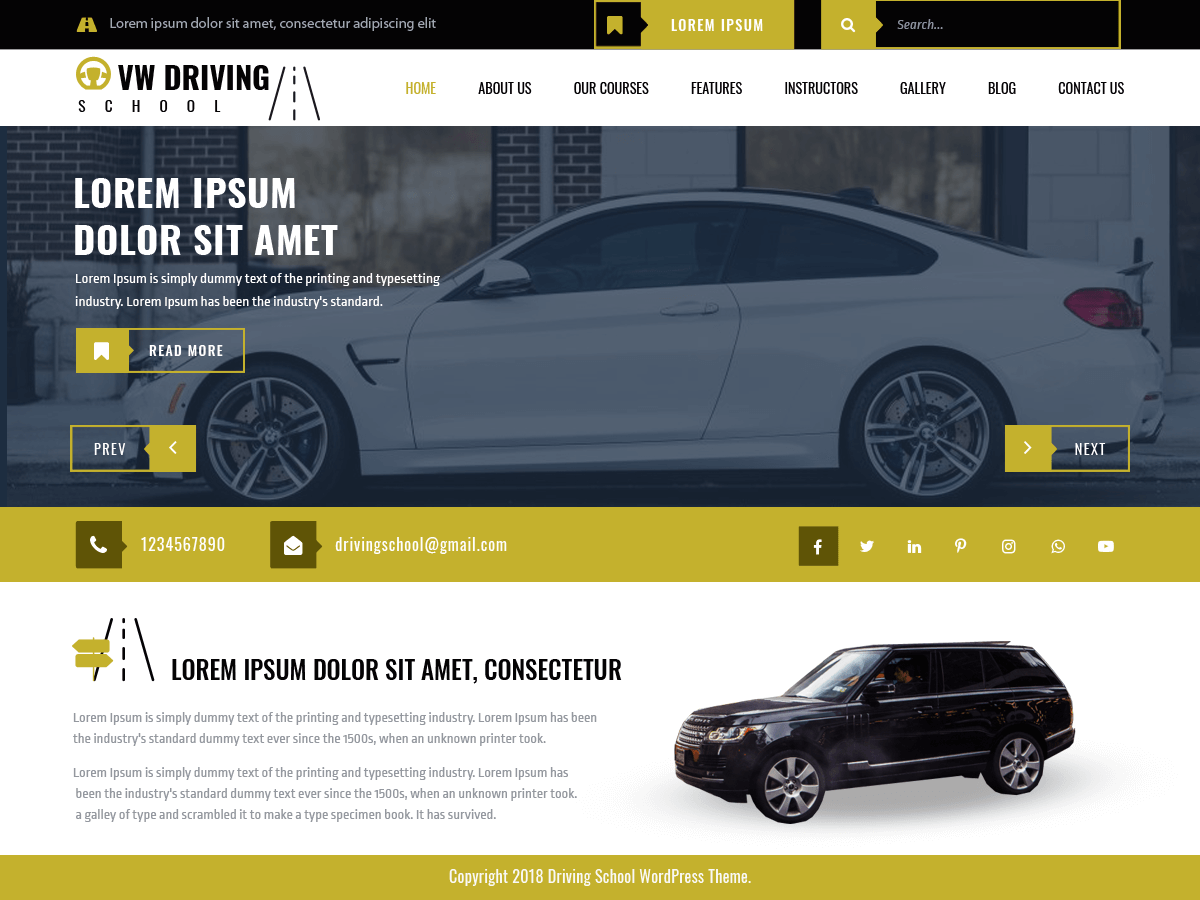 Lorem ipsum dolor sit amet, consectetur adipiscing elit
LOREM IPSUM
Search...
VW DRIVING
SCHOOL
HOME
ABOUT US
OUR COURSES
FEATURES
INSTRUCTORS
GALLERY
BLOG
CONTACT US
LOREM IPSUM
DOLOR SIT AMET
Lorem Ipsum is simply dummy text of the printing and typesetting
industry. Lorem Ipsum has been the industry's standard.
READ MORE
PREV
NEXT
1234567890
drivingschool@gmail.com
LOREM IPSUM DOLOR SIT AMET, CONSECTETUR
Lorem Ipsum is simply dummy text of the printing and typesetting industry. Lorem Ipsum has been
the industry's standard dummy text ever since the 1500s, when an unknown printer took.
Lorem Ipsum is simply dummy text of the printing and typesetting industry. Lorem Ipsum has
been the industry's standard dummy text ever since the 1500s, when an unknown printer took.
a galley of type and scrambled it to make a type specimen book. It has survived.
Copyright 2018 Driving School WordPress Theme.